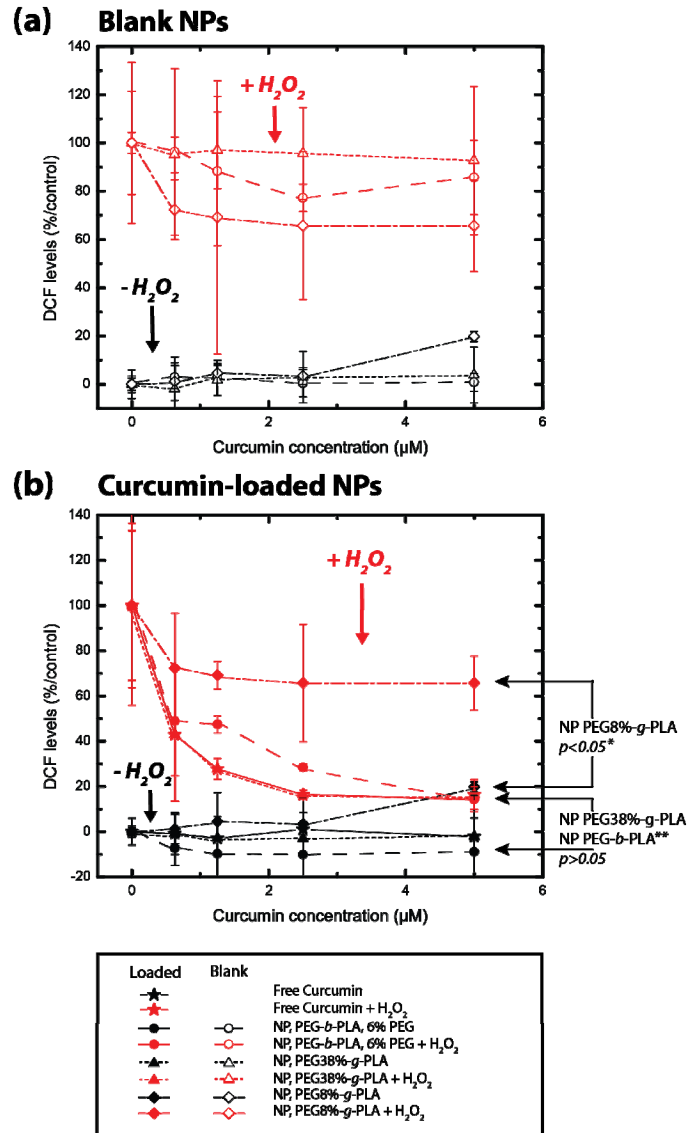 (a) Blank NPs
140
120
100
80
60
40
20
0
DCF levels (%/control)
+ H₂O₂
- H₂O₂
0 2 4 6
Curcumin concentration (µM)
(b) Curcumin-loaded NPs
140
120
100
80
60
40
20
0
-20
DCF levels (%/control)
+ H₂O₂
- H₂O₂
NP PEG8%-g-PLA
p<0.05*
NP PEG38%-g-PLA
NP PEG-b-PLA**
p>0.05
0 2 4 6
Curcumin concentration (µM)
Loaded Blank
Free Curcumin
Free Curcumin + H₂O₂
NP, PEG-b-PLA, 6% PEG
NP, PEG-b-PLA, 6% PEG + H₂O₂
NP, PEG38%-g-PLA
NP, PEG38%-g-PLA + H₂O₂
NP, PEG8%-g-PLA
NP, PEG8%-g-PLA + H₂O₂